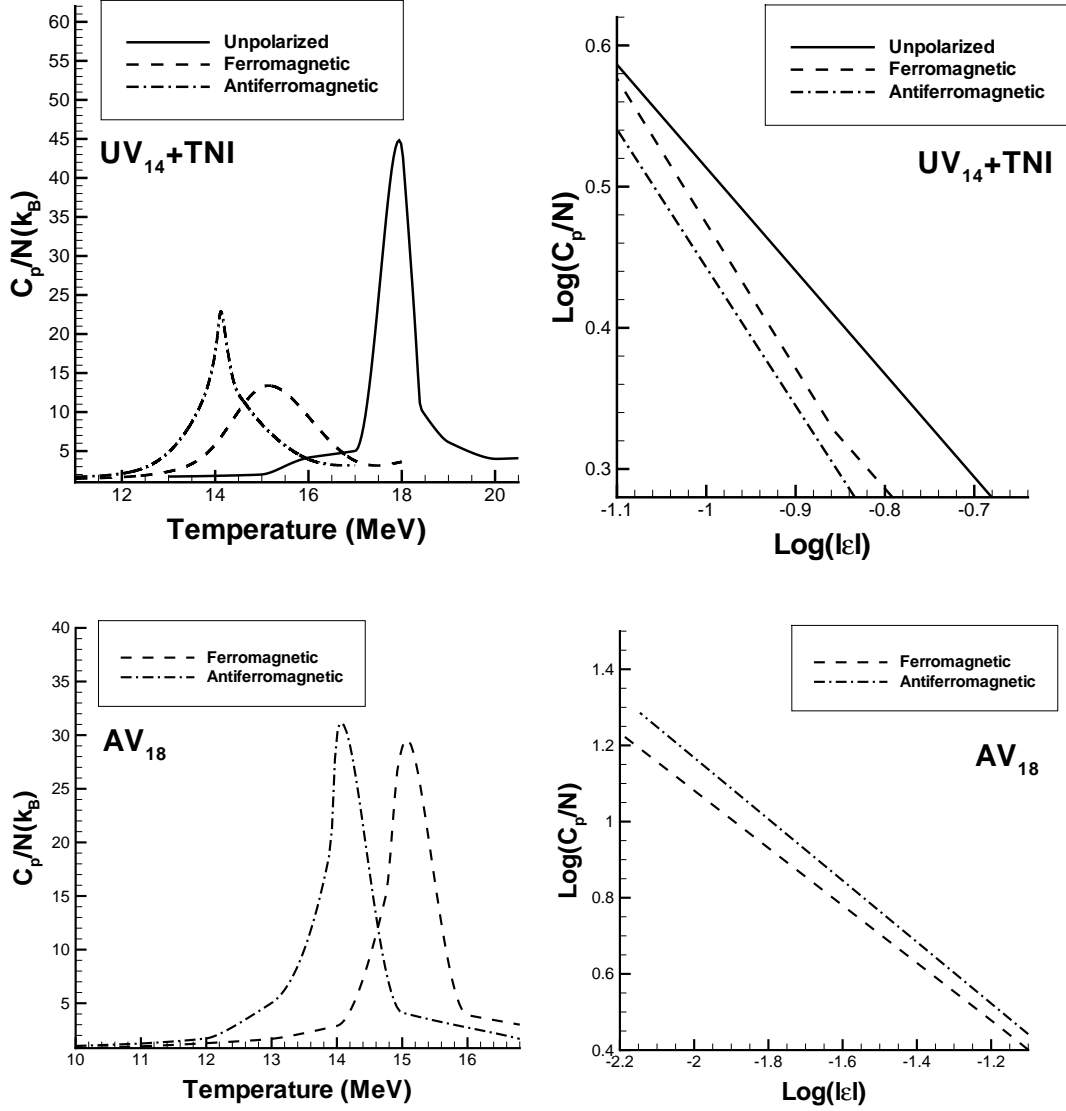 Unpolarized
Ferromagnetic
Antiferromagnetic
UV14+TNI
60
55
50
45
40
35
30
25
20
15
10
5
C_p/N(k_B)
12 14 16 18 20
Temperature (MeV)
Unpolarized
Ferromagnetic
Antiferromagnetic
UV14+TNI
0.6
0.5
0.4
0.3
Log(C_p/N)
-1.1 -1 -0.9 -0.8 -0.7
Log(|ε|)
Ferromagnetic
Antiferromagnetic
AV18
40
35
30
25
20
15
10
5
C_p/N(k_B)
10 11 12 13 14 15 16
Temperature (MeV)
Ferromagnetic
Antiferromagnetic
AV18
1.4
1.2
1
0.8
0.6
0.4
Log(C_p/N)
-2.2 -2 -1.8 -1.6 -1.4 -1.2
Log(|ε|)